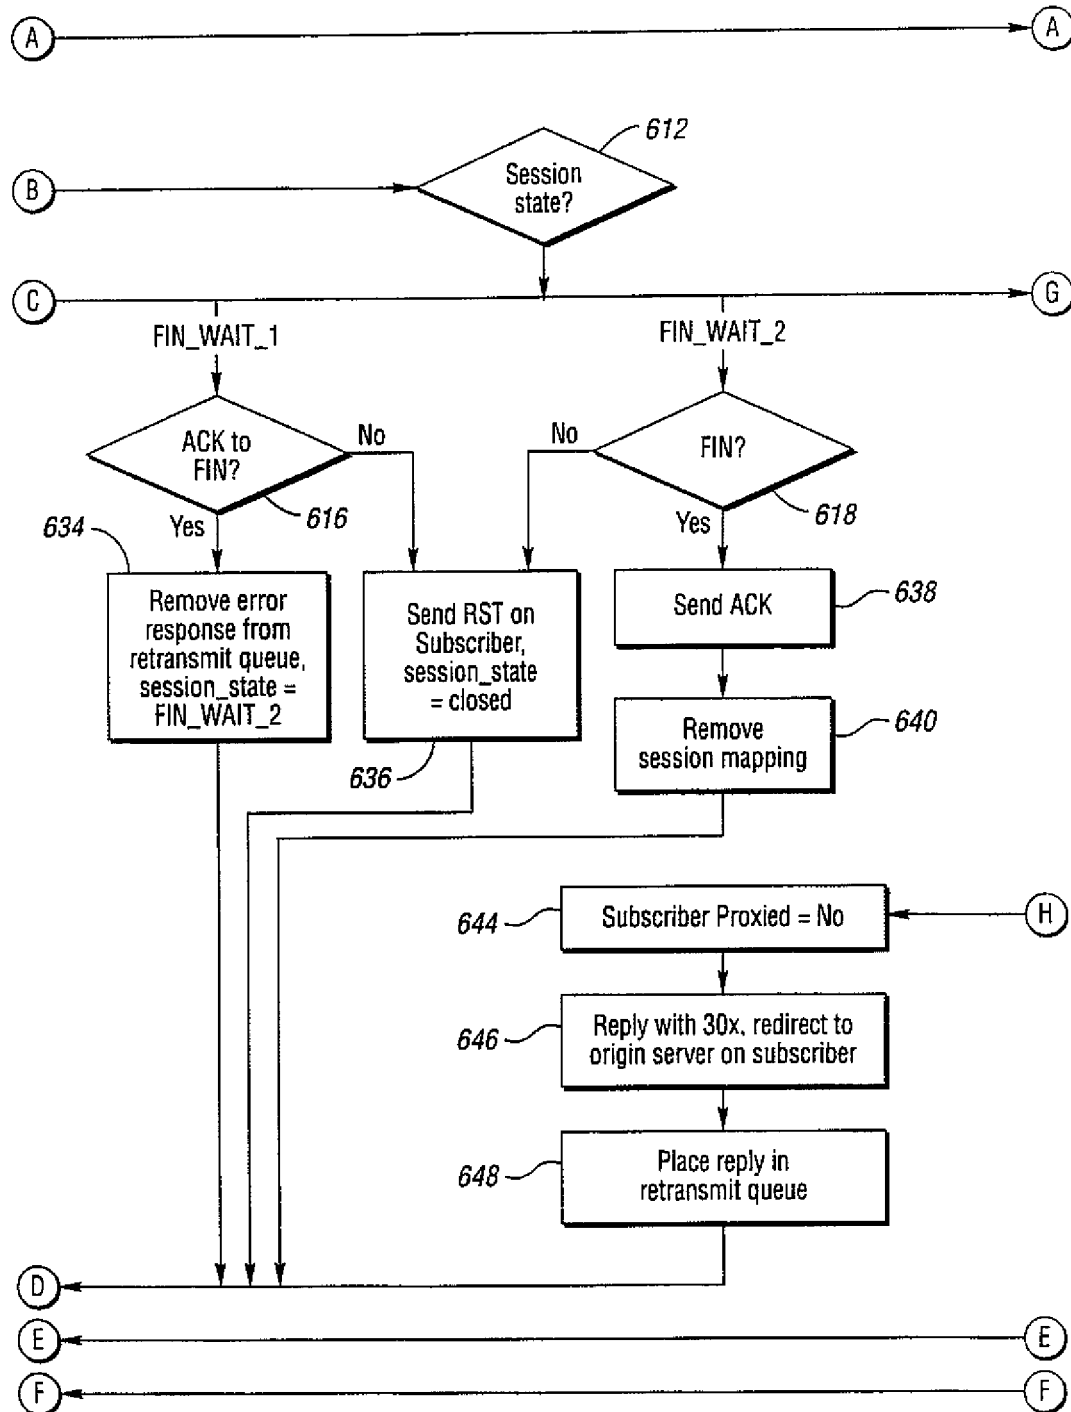 A
A
612
Session
state?
B
C
G
FIN_WAIT_1
FIN_WAIT_2
ACK to
FIN?
No
No
FIN?
616
618
Yes
Yes
634
Remove error
response from
retransmit queue,
session_state =
FIN_WAIT_2
Send RST on
Subscriber,
session_state
= closed
636
Send ACK
638
Remove
session mapping
640
644
Subscriber Proxied = No
H
646
Reply with 30x, redirect to
origin server on subscriber
648
Place reply in
retransmit queue
D
E
E
F
F